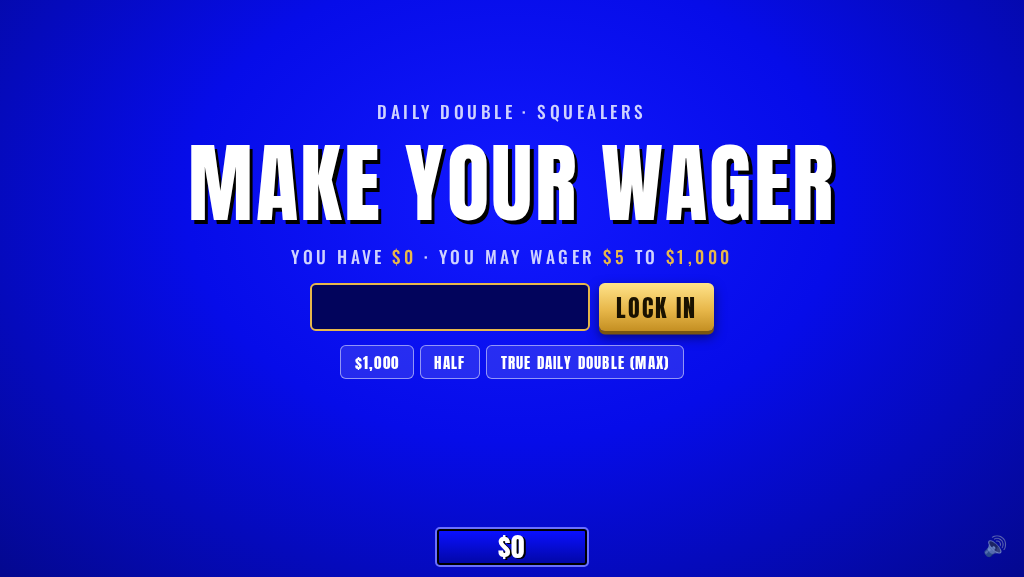 DAILY DOUBLE · SQUEALERS
MAKE YOUR WAGER
YOU HAVE $0 · YOU MAY WAGER $5 TO $1,000
LOCK IN
$1,000 HALF TRUE DAILY DOUBLE (MAX)
$0